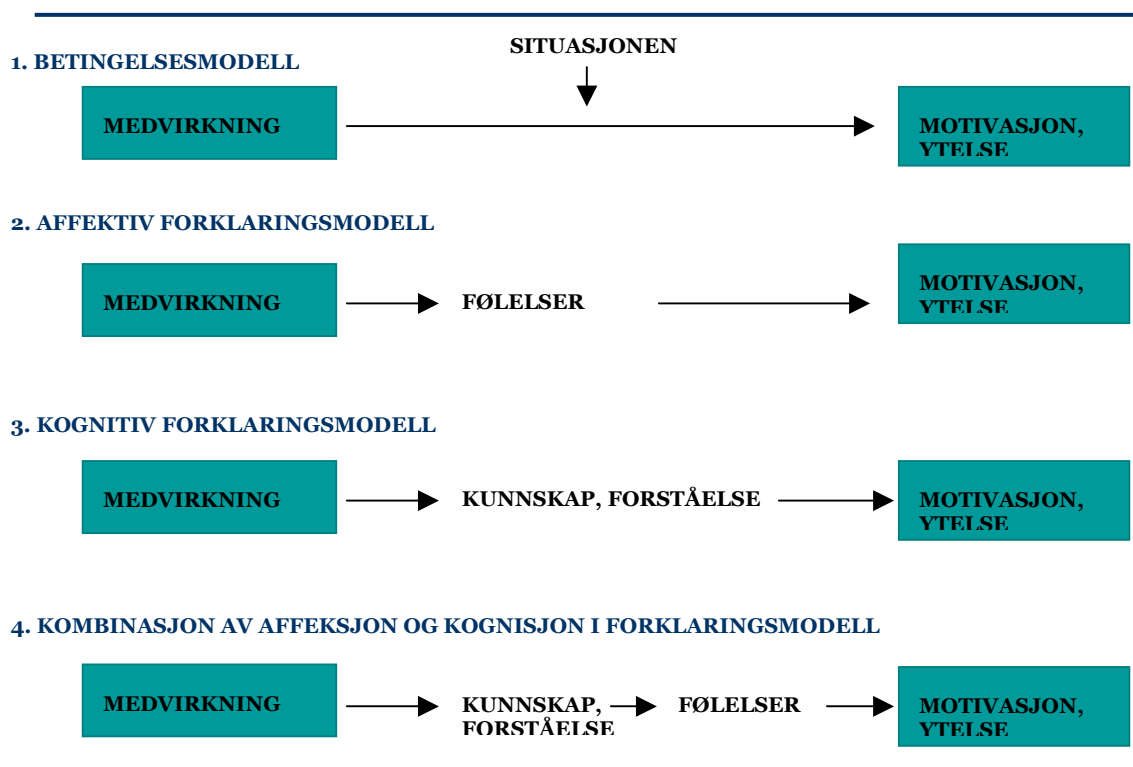 SITUASJONEN
1. BETINGELSESMODELL
MEDVIRKNING
MOTIVASJON,
YTELSE
2. AFFEKTIV FORKLARINGSMODELL
MEDVIRKNING
FØLELSER
MOTIVASJON,
YTELSE
3. KOGNITIV FORKLARINGSMODELL
MEDVIRKNING
KUNNSKAP, FORSTÅELSE
MOTIVASJON,
YTELSE
4. KOMBINASJON AV AFFEKSJON OG KOGNISJON I FORKLARINGSMODELL
MEDVIRKNING
KUNNSKAP,
FORSTÅELSE
FØLELSER
MOTIVASJON,
YTELSE